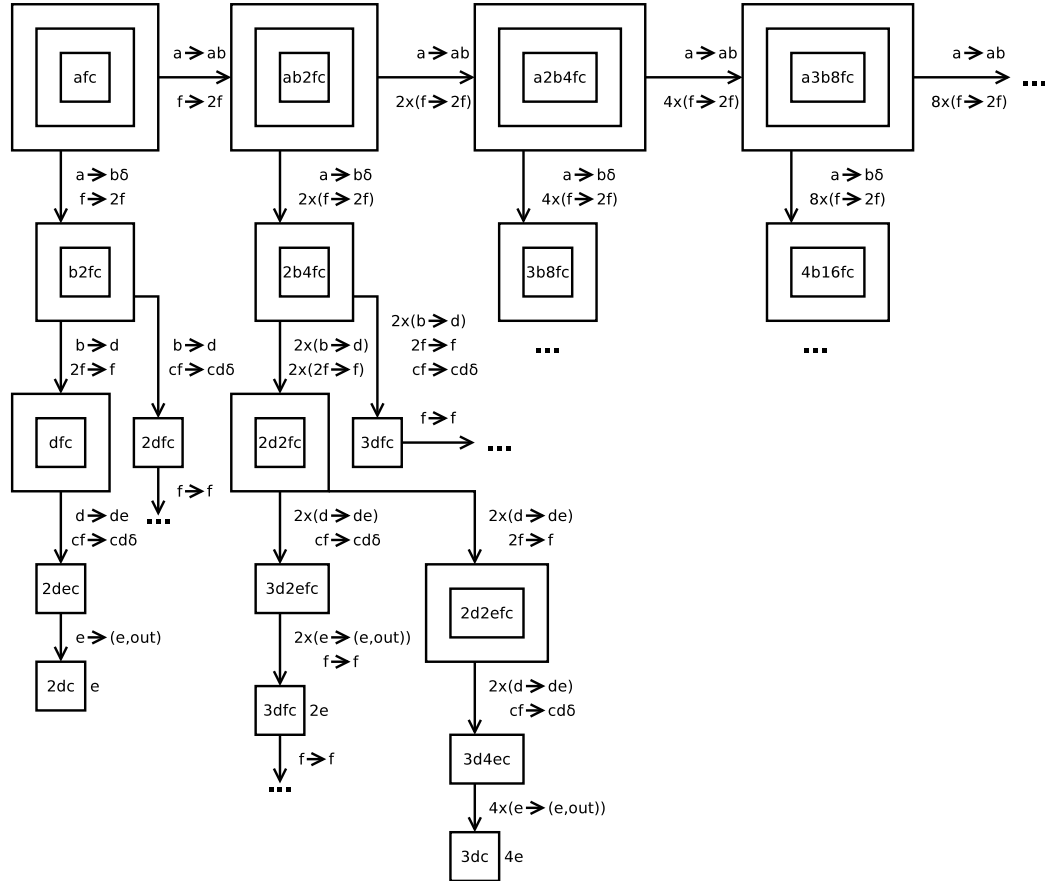 afc
a→ab
f→2f
ab2fc
a→ab
2x(f→2f)
a2b4fc
a→ab
4x(f→2f)
a3b8fc
a→ab
8x(f→2f)
...
a→bδ
f→2f
a→bδ
2x(f→2f)
a→bδ
4x(f→2f)
a→bδ
8x(f→2f)
b2fc
2b4fc
3b8fc
4b16fc
...
...
b→d
2f→f
b→d
cf→cdδ
2x(b→d)
2x(2f→f)
2x(b→d)
2f→f
cf→cdδ
dfc
2dfc
2d2fc
3dfc
f→f
...
f→f
...
d→de
cf→cdδ
2x(d→de)
cf→cdδ
2x(d→de)
2f→f
2dec
3d2efc
2d2efc
e→(e,out)
2x(e→(e,out))
f→f
2dc e
3dfc 2e
2x(d→de)
cf→cdδ
f→f
...
3d4ec
4x(e→(e,out))
3dc 4e